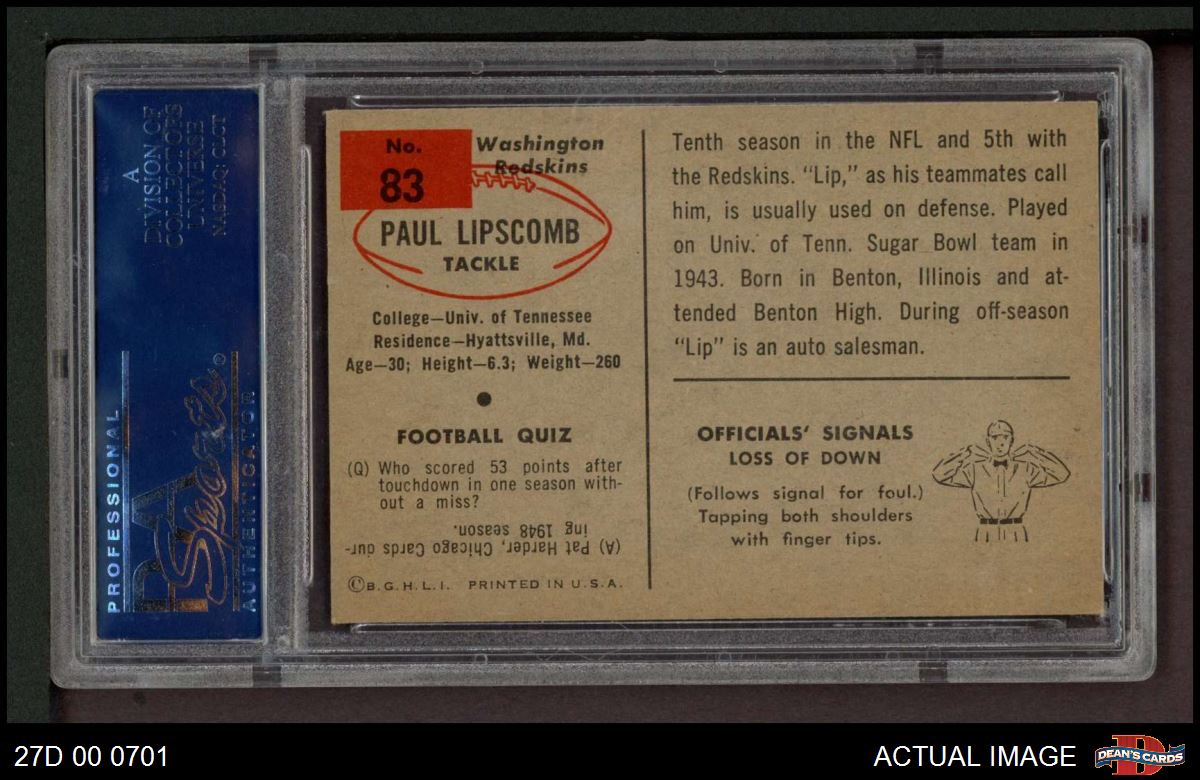 A
DIVISION OF
COLLECTORS
UNIVERSE
NASDAQ: CLCT
PROFESSIONAL
PSA
Sports
AUTHENTICATOR
No.
83
Washington
Redskins
PAUL LIPSCOMB
TACKLE
College—Univ. of Tennessee
Residence—Hyattsville, Md.
Age—30; Height—6.3; Weight—260
FOOTBALL QUIZ
(Q) Who scored 53 points after
touchdown in one season with-
out a miss?
(A) Pat Harder, Chicago Cards dur-
ing 1948 season.
©B.G.H.L.I. PRINTED IN U.S.A.
Tenth season in the NFL and 5th with
the Redskins. "Lip," as his teammates call
him, is usually used on defense. Played
on Univ. of Tenn. Sugar Bowl team in
1943. Born in Benton, Illinois and at-
tended Benton High. During off-season
"Lip" is an auto salesman.
OFFICIALS' SIGNALS
LOSS OF DOWN
(Follows signal for foul.)
Tapping both shoulders
with finger tips.
27D 00 0701
ACTUAL IMAGE
DEAN'S CARDS